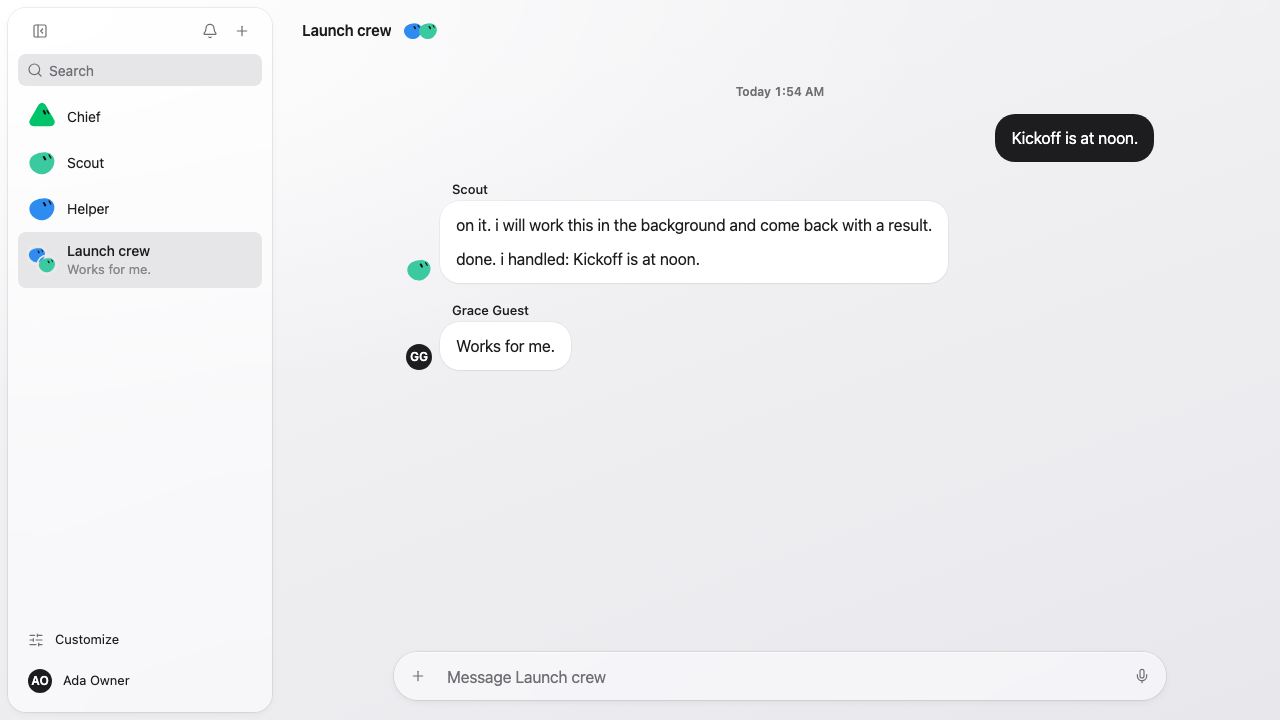 Search
Chief
Scout
Helper
Launch crew
Works for me.
Customize
AO
Ada Owner
Launch crew
Today 1:54 AM
Kickoff is at noon.
Scout
on it. i will work this in the background and come back with a result.
done. i handled: Kickoff is at noon.
Grace Guest
GG
Works for me.
Message Launch crew